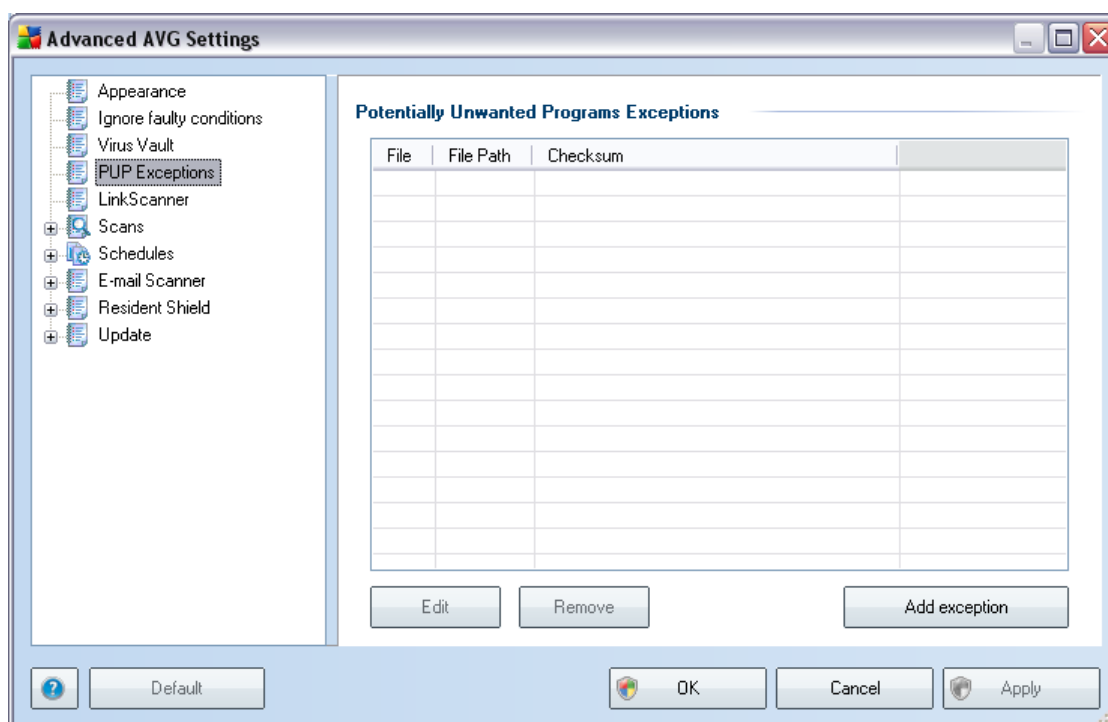 Advanced AVG Settings
Appearance
Ignore faulty conditions
Virus Vault
PUP Exceptions
LinkScanner
Scans
Schedules
E-mail Scanner
Resident Shield
Update
Potentially Unwanted Programs Exceptions
File File Path Checksum
Edit Remove Add exception
? Default OK Cancel Apply